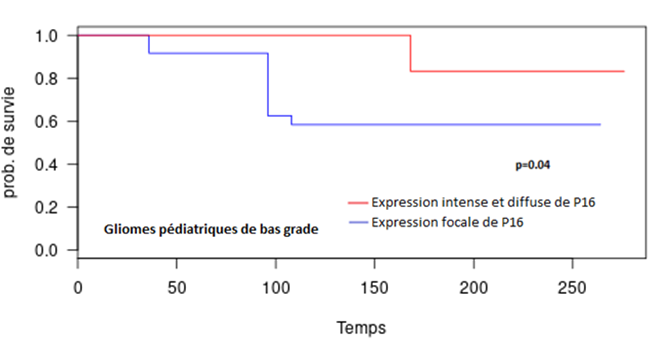 prob. de survie
1.0
0.8
0.6
0.4
0.2
0.0
p=0.04
Expression intense et diffuse de P16
Expression focale de P16
Gliomes pédiatriques de bas grade
0 50 100 150 200 250
Temps